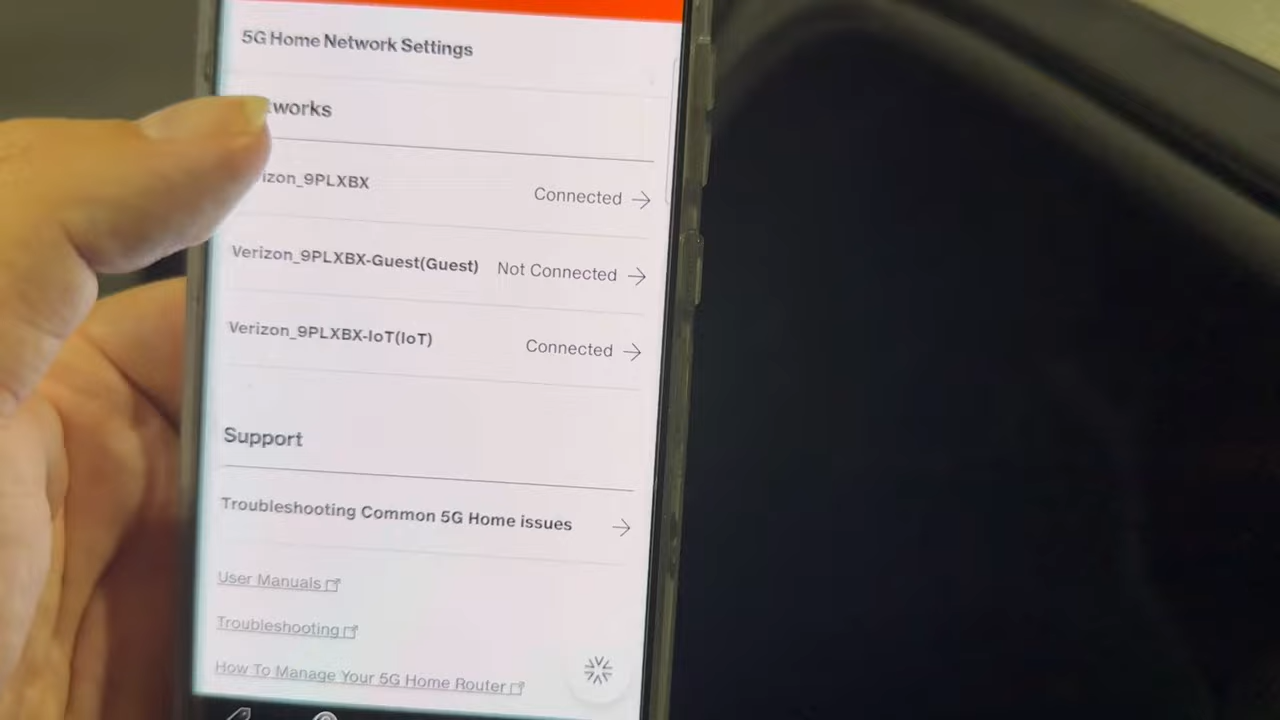 5G Home Network Settings
tworks
izon_9PLXBX Connected
Verizon_9PLXBX-Guest(Guest) Not Connected
Verizon_9PLXBX-IoT(IoT) Connected
Support
Troubleshooting Common 5G Home issues
User Manuals
Troubleshooting
How To Manage Your 5G Home Router